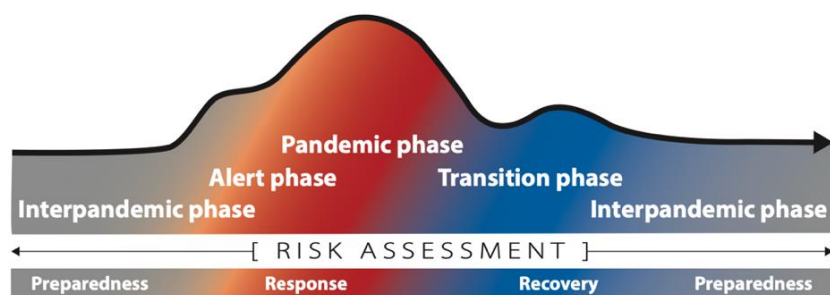 Pandemic phase
Alert phase
Transition phase
Interpandemic phase
Interpandemic phase
[ RISK ASSESSMENT ]
Preparedness
Response
Recovery
Preparedness